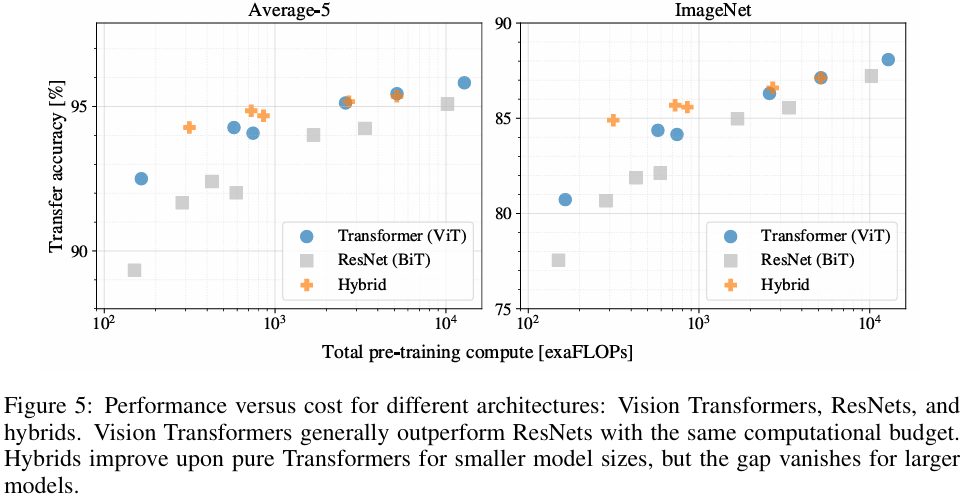 Average-5
ImageNet
Transfer accuracy [%]
95
90
10²
10³
10⁴
Transformer (ViT)
ResNet (BiT)
Hybrid
90
85
80
75
10²
10³
10⁴
Transformer (ViT)
ResNet (BiT)
Hybrid
Total pre-training compute [exaFLOPs]
Figure 5: Performance versus cost for different architectures: Vision Transformers, ResNets, and
hybrids. Vision Transformers generally outperform ResNets with the same computational budget.
Hybrids improve upon pure Transformers for smaller model sizes, but the gap vanishes for larger
models.